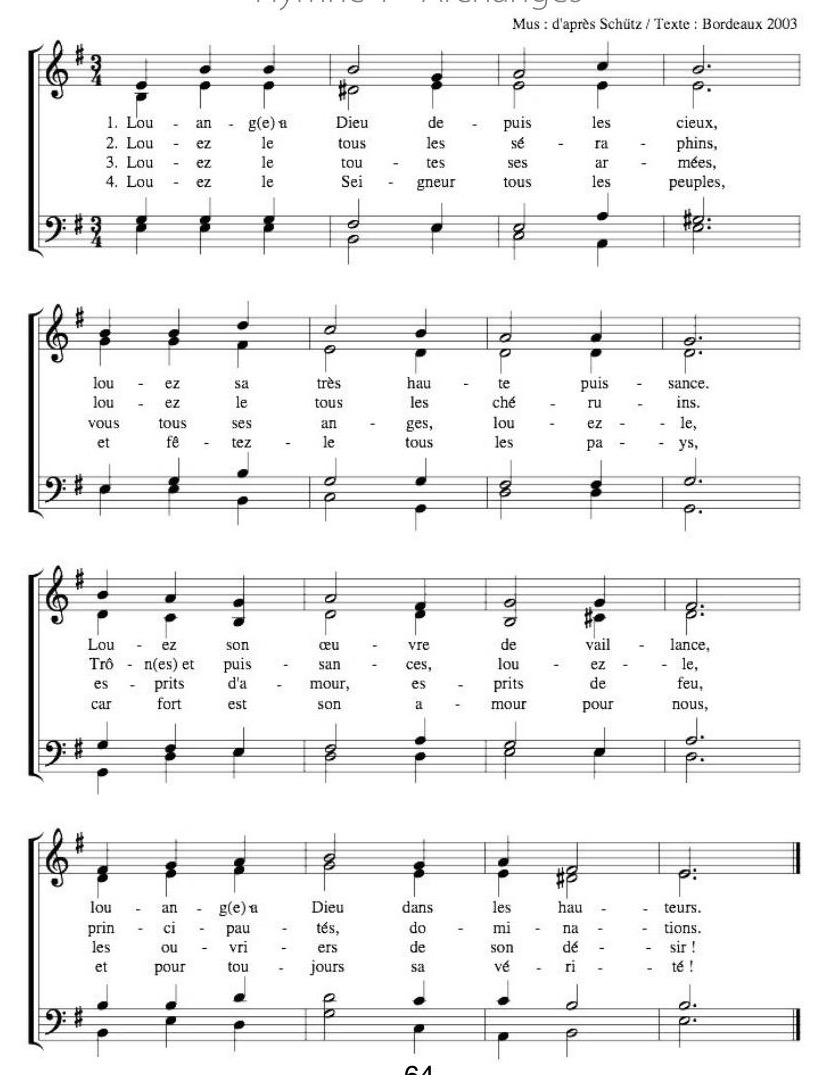 Hymne 1 - Archanges
Mus : d'après Schütz / Texte : Bordeaux 2003
1. Lou - an - g(e) à Dieu de - puis les cieux,
2. Lou - ez le tous les sé - ra - phins,
3. Lou - ez le tou - tes ses ar - mées,
4. Lou - ez le Sei - gneur tous les peuples,
lou - ez sa très hau - te puis - sance.
lou - ez le tous les ché - ru - ins.
vous tous ses an - ges, lou - ez - - le,
et fê - tez - le tous les pa - - ys,
Lou - ez son œu - vre de vail - lance,
Trô - n(es) et puis - san - ces, lou - ez - - le,
es - prits d'a - mour, es - prits de feu,
car fort est son a - mour pour nous,
lou - an - g(e) à Dieu dans les hau - - teurs.
prin - ci - pau - tés, do - mi - na - - tions.
les ou - vri - ers de son dé - - sir !
et pour tou - jours sa vé - ri - - té !
64